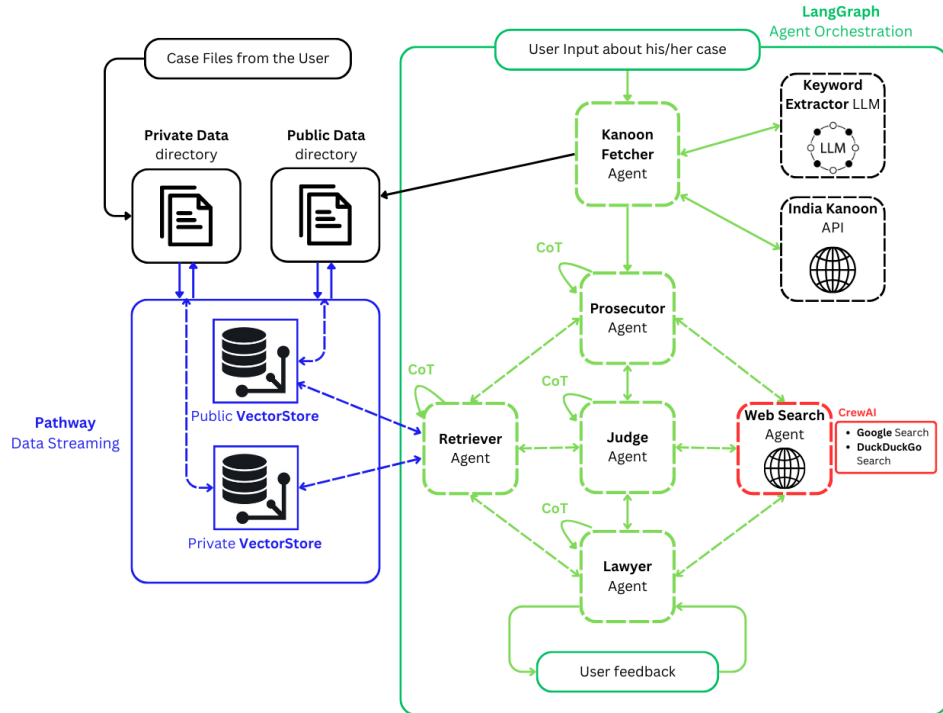 LangGraph
Agent Orchestration
Case Files from the User
User Input about his/her case
Private Data
directory
Public Data
directory
Kanoon
Fetcher
Agent
Keyword
Extractor LLM
LLM
India Kanoon
API
CoT
Prosecutor
Agent
Public VectorStore
Pathway
Data Streaming
Private VectorStore
CoT
Retriever
Agent
CoT
Judge
Agent
Web Search
Agent
CrewAI
Google Search
DuckDuckGo
Search
CoT
Lawyer
Agent
User feedback